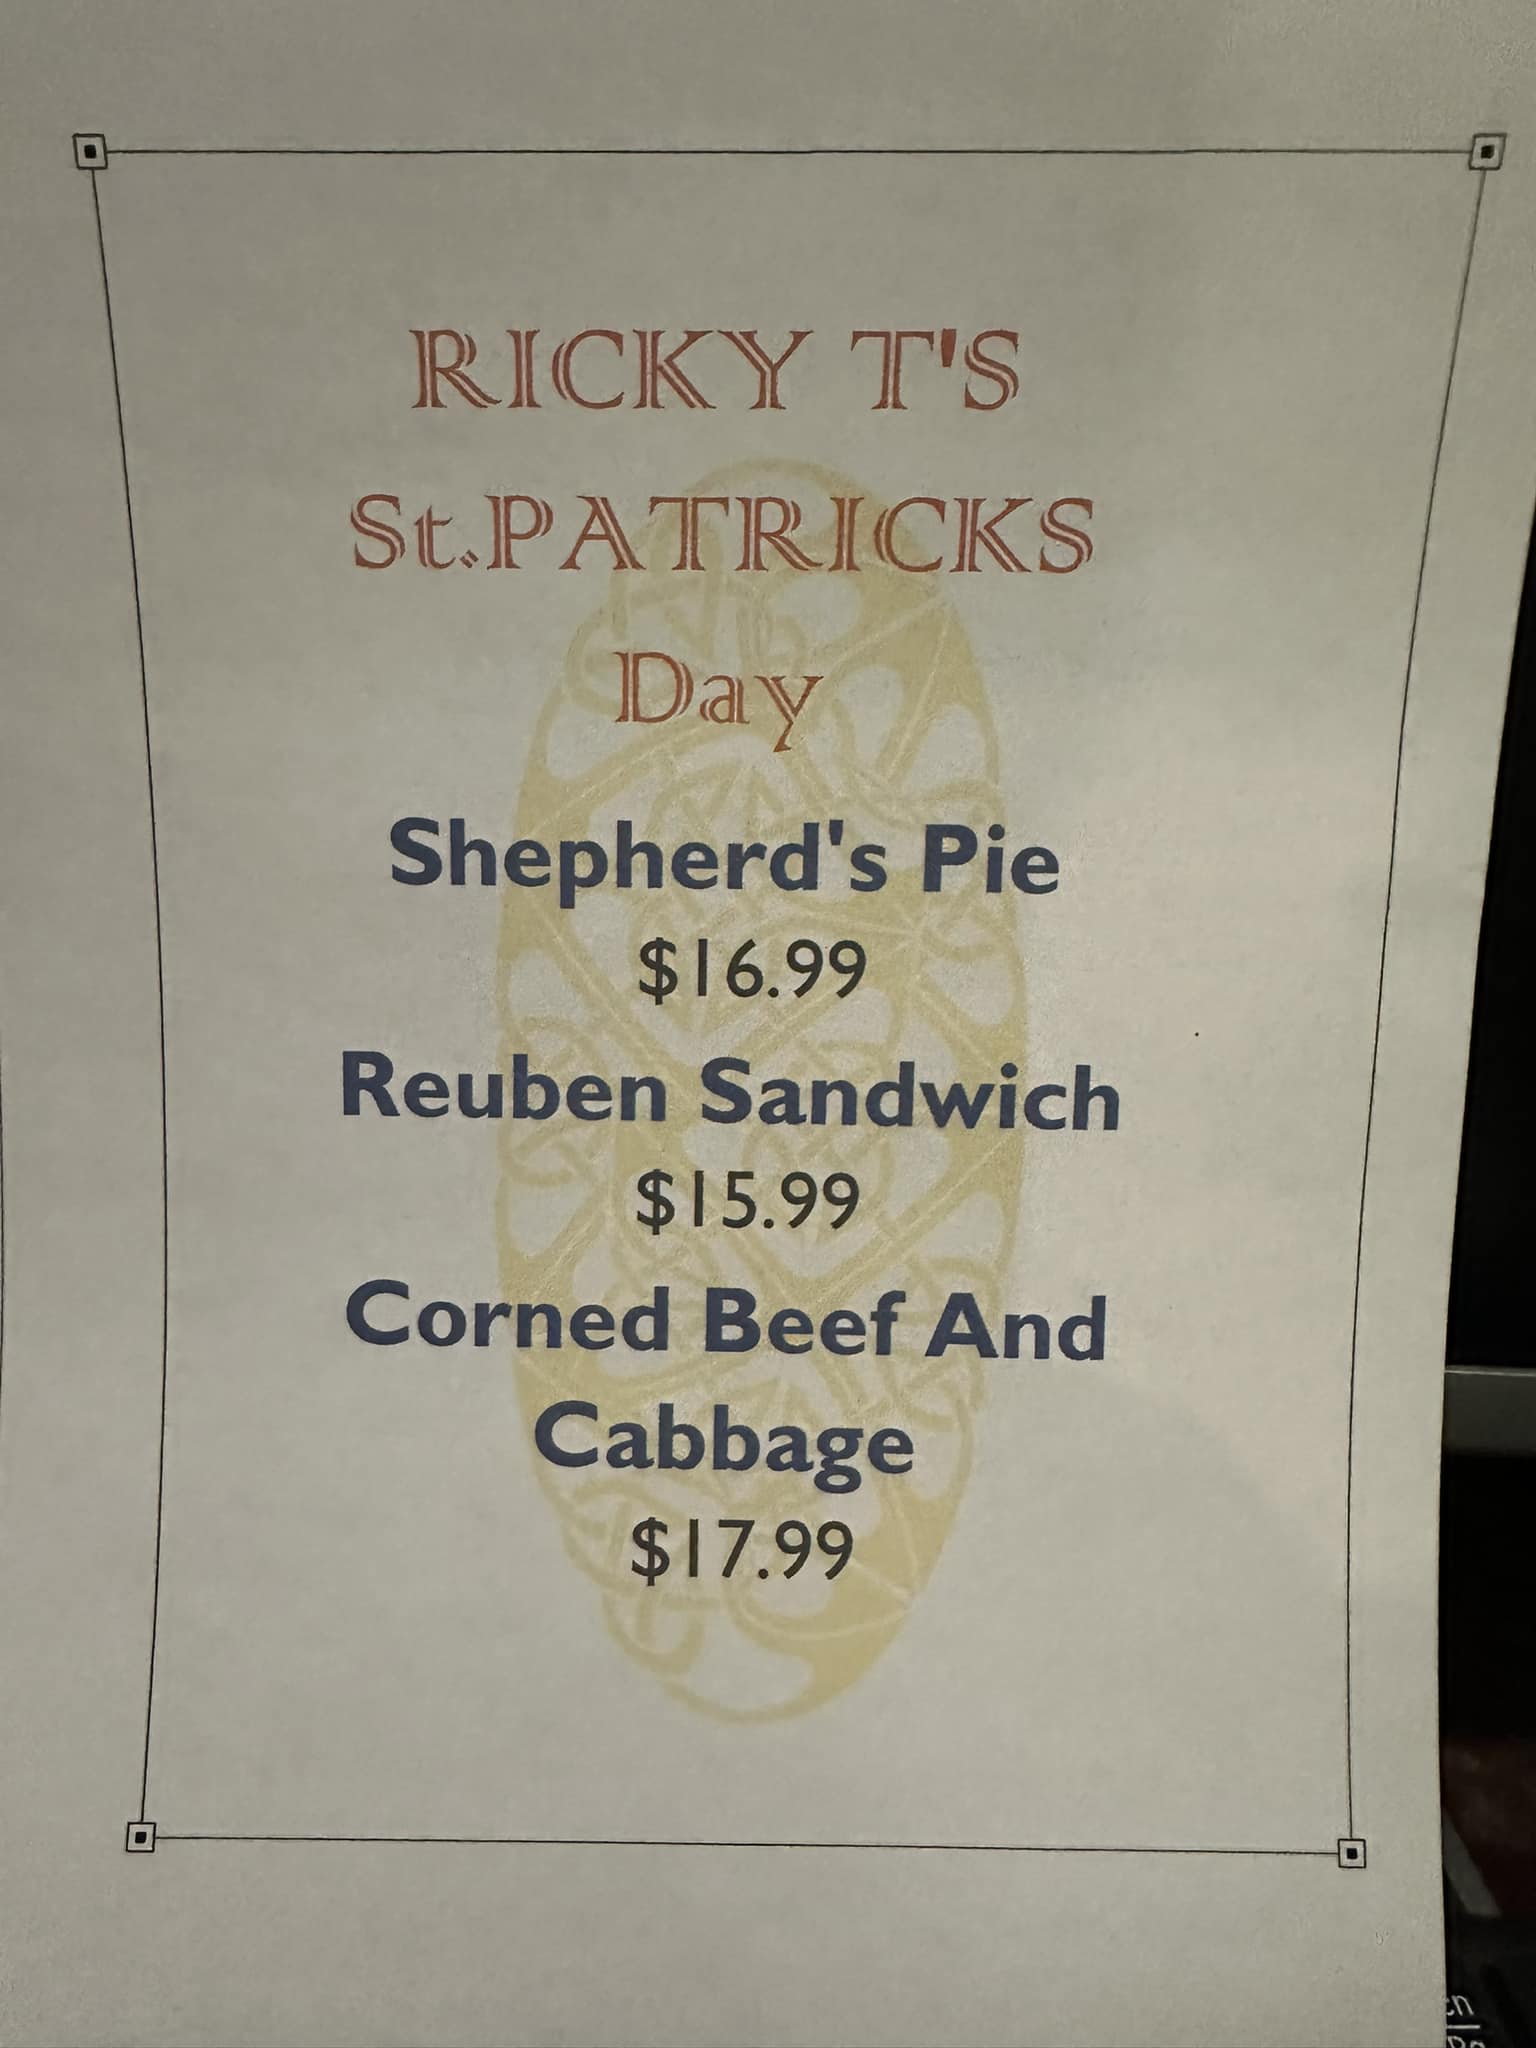 RICKY T'S
St.PATRICKS
Day
Shepherd's Pie
$16.99
Reuben Sandwich
$15.99
Corned Beef And
Cabbage
$17.99